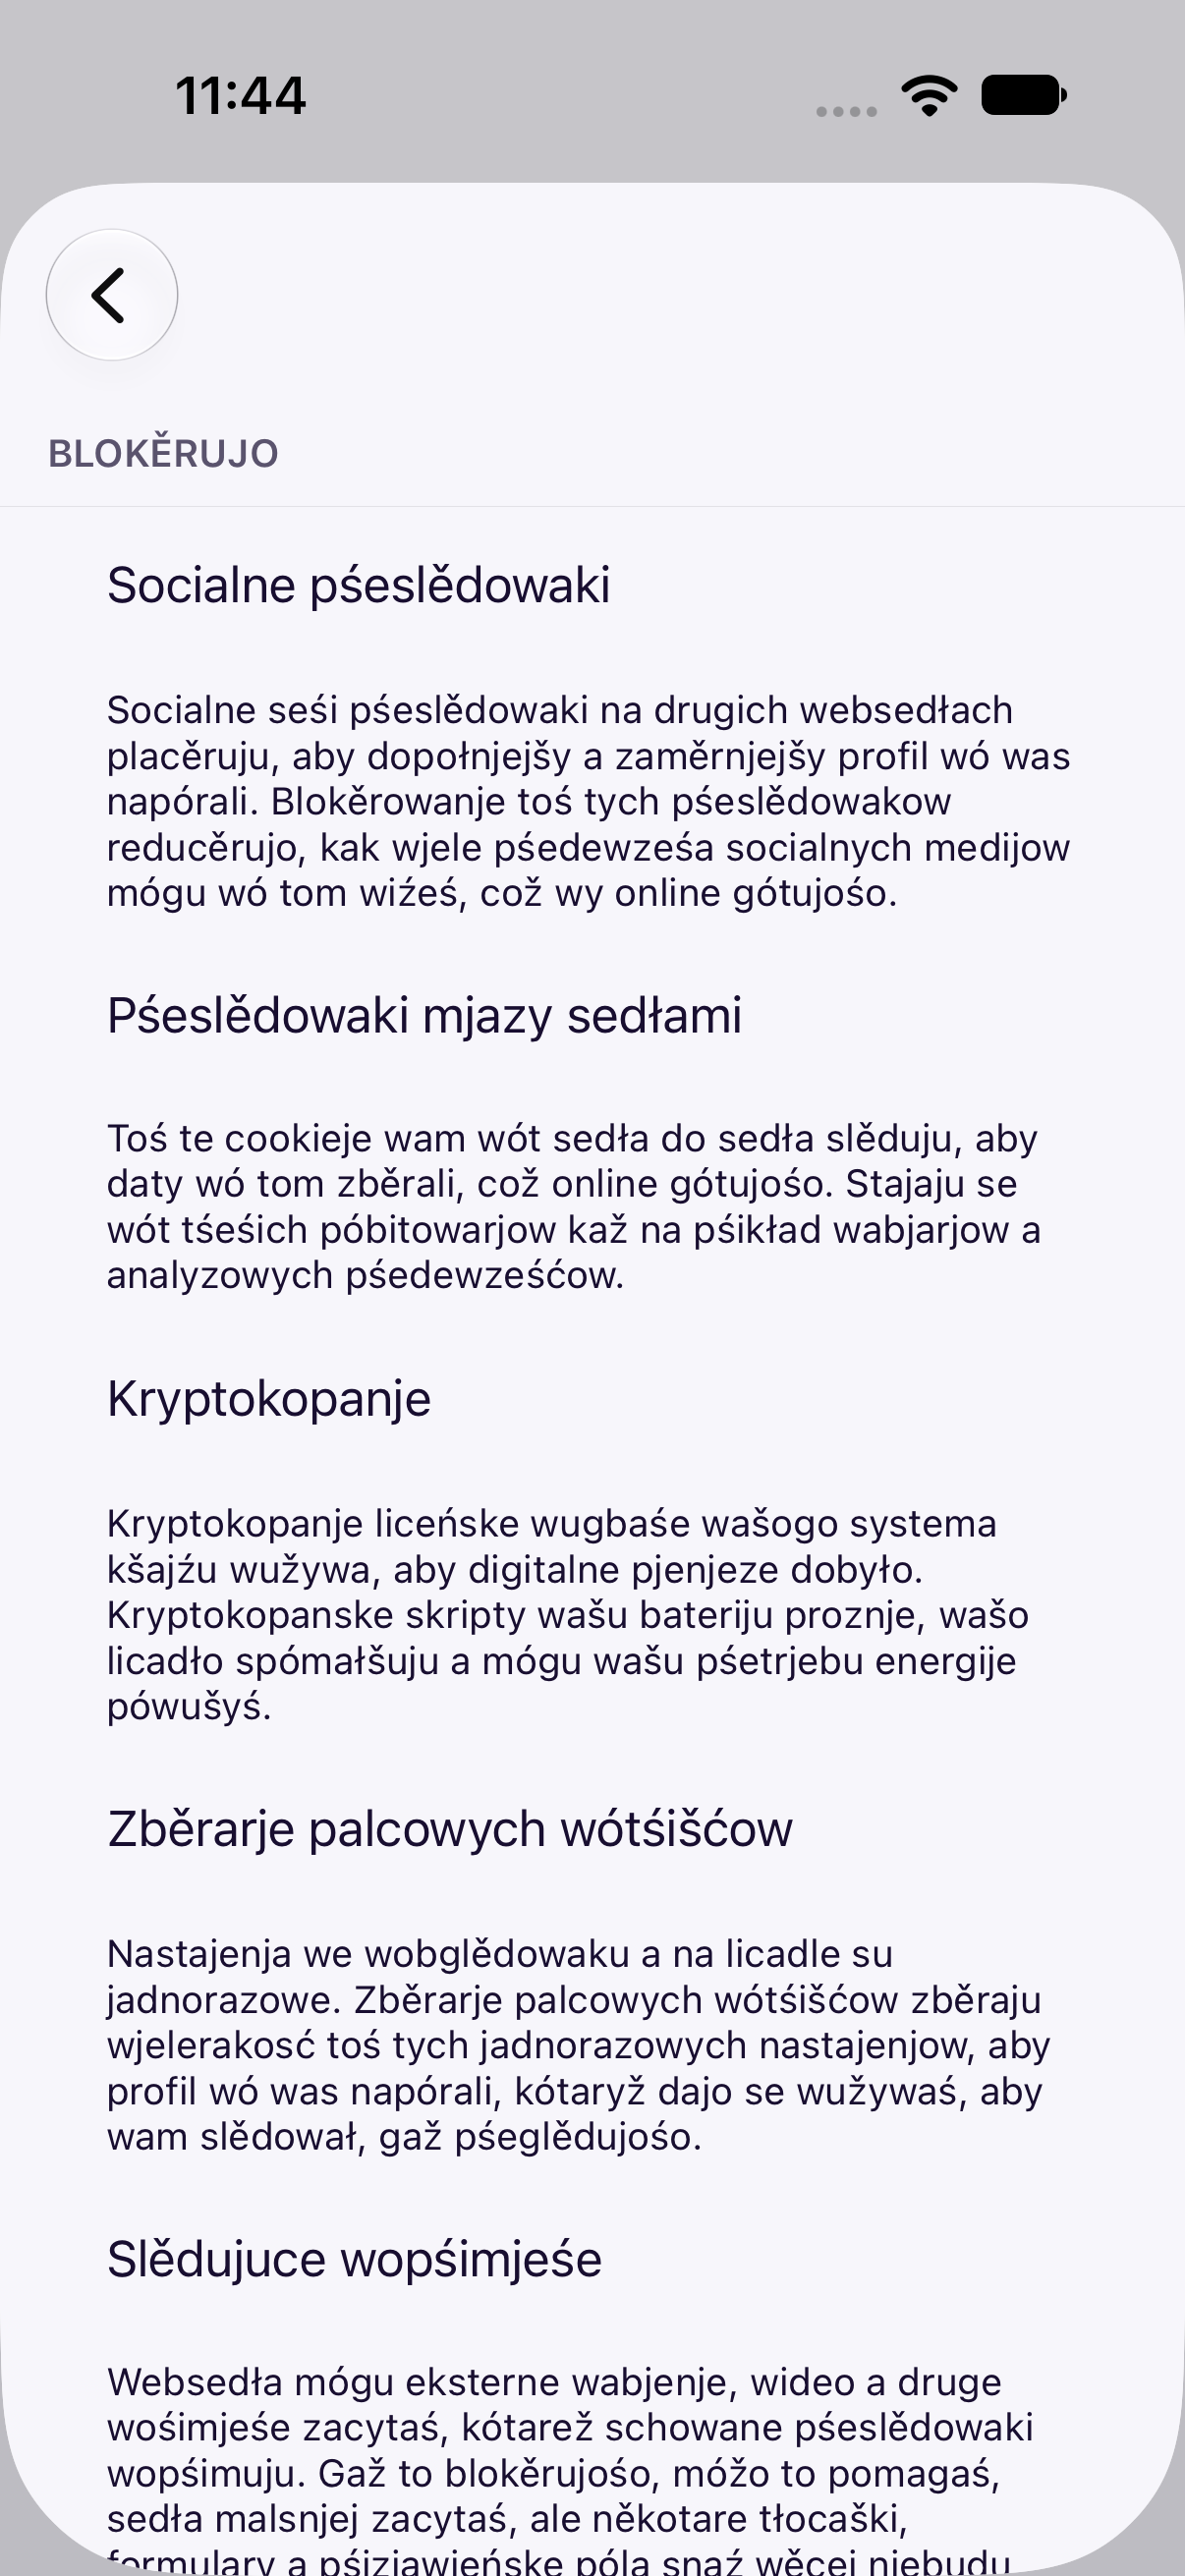 11:44
BLOKĚRUJO
Socialne pśeslědowaki
Socialne seśi pśeslědowaki na drugich websedłach
placěruju, aby dopołnjejšy a zaměrnjejšy profil wó was
napórali. Blokěrowanje toś tych pśeslědowakow
reducěrujo, kak wjele pśedewześa socialnych medijow
mógu wó tom wiźeś, což wy online gótujośo.
Pśeslědowaki mjazy sedłami
Toś te cookieje wam wót sedła do sedła slěduju, aby
daty wó tom zběrali, což online gótujośo. Stajaju se
wót tśeśich póbitowarjow kaž na pśikład wabjarjow a
analyzowych pśedewześćow.
Kryptokopanje
Kryptokopanje liceńske wugbaśe wašogo systema
kšajźu wužywa, aby digitalne pjenjeze dobyło.
Kryptokopanske skripty wašu bateriju proznje, wašo
licadło spómałšuju a mógu wašu pśetrjebu energije
pówušyś.
Zběrarje palcowych wótśišćow
Nastajenja we wobglědowaku a na licadle su
jadnorazowe. Zběrarje palcowych wótśišćow zběraju
wjelerakosć toś tych jadnorazowych nastajenjow, aby
profil wó was napórali, kótaryž dajo se wužywaś, aby
wam slědował, gaž pśeglědujośo.
Slědujuce wopśimjeśe
Websedła mógu eksterne wabjenje, wideo a druge
wośimjeśe zacytaś, kótarež schowane pśeslědowaki
wopśimuju. Gaž to blokěrujośo, móžo to pomagaś,
sedła malsnjej zacytaś, ale někotare tłocaški,
formulary a pśizjawjeńske póla snaź wěcej njebudu